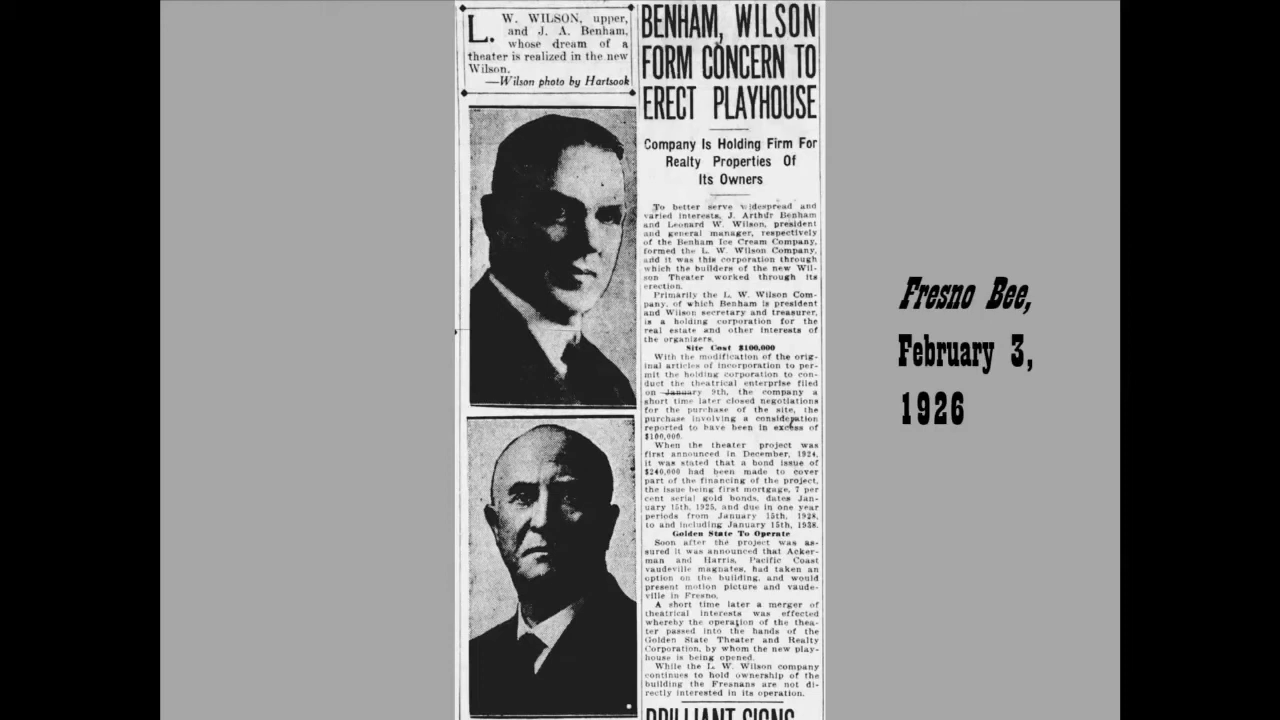 L. W. WILSON, upper,
and J. A. Benham,
whose dream of a
theater is realized in the new
Wilson.
—Wilson photo by Hartsook
BENHAM, WILSON
FORM CONCERN TO
ERECT PLAYHOUSE
Company Is Holding Firm For
Realty Properties Of
Its Owners
To better serve widespread and
varied interests, J. Arthur Benham
and Leonard W. Wilson, president
and general manager, respectively
of the Benham Ice Cream Company,
formed the L. W. Wilson Company,
and it was this corporation through
which the builders of the new Wil-
son Theater worked through its
erection.
Primarily the L. W. Wilson Com-
pany, of which Benham is president
and Wilson secretary and treasurer,
is a holding corporation for the
real estate and other interests of
the organizers.
Site Cost $100,000
With the modification of the orig-
inal articles of incorporation to per-
mit the holding corporation to con-
duct the theatrical enterprise filed
on January 9th, the company a
short time later closed negotiations
for the purchase of the site, the
purchase involving a consideration
reported to have been in excess of
$100,000.
When the theater project was
first announced in December, 1924,
it was stated that a bond issue of
$240,000 had been made to cover
part of the financing of the project,
the issue being first mortgage, 7 per
cent serial gold bonds, dates Jan-
uary 15th, 1925, and due in one year
periods from January 15th, 1928,
to and including January 15th, 1938.
Golden State To Operate
Soon after the project was as-
sured it was announced that Acker-
man and Harris, Pacific Coast
vaudeville magnates, had taken an
option on the building, and would
present motion picture and vaude-
ville in Fresno.
A short time later a merger of
theatrical interests was effected
whereby the operation of the thea-
ter passed into the hands of the
Golden State Theater and Realty
Corporation, by whom the new play-
house is being opened.
While the L. W. Wilson company
continues to hold ownership of the
building the Fresnans are not di-
rectly interested in its operation.
BRILLIANT SIGNS
Fresno Bee,
February 3,
1926